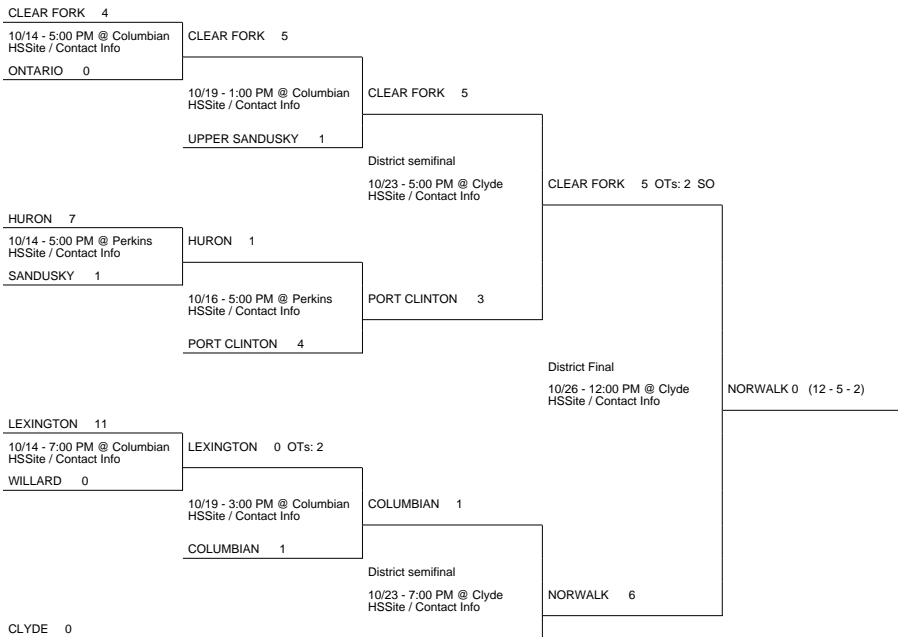 CLEAR FORK 4
10/14 - 5:00 PM @ Columbian
HSSite / Contact Info
ONTARIO 0
CLEAR FORK 5
10/19 - 1:00 PM @ Columbian
HSSite / Contact Info
UPPER SANDUSKY 1
CLEAR FORK 5
District semifinal
10/23 - 5:00 PM @ Clyde
HSSite / Contact Info
CLEAR FORK 5 OTs: 2 SO
HURON 7
10/14 - 5:00 PM @ Perkins
HSSite / Contact Info
SANDUSKY 1
HURON 1
10/16 - 5:00 PM @ Perkins
HSSite / Contact Info
PORT CLINTON 4
PORT CLINTON 3
District Final
10/26 - 12:00 PM @ Clyde
HSSite / Contact Info
NORWALK 0 (12 - 5 - 2)
LEXINGTON 11
10/14 - 7:00 PM @ Columbian
HSSite / Contact Info
WILLARD 0
LEXINGTON 0 OTs: 2
10/19 - 3:00 PM @ Columbian
HSSite / Contact Info
COLUMBIAN 1
COLUMBIAN 1
District semifinal
10/23 - 7:00 PM @ Clyde
HSSite / Contact Info
NORWALK 6
CLYDE 0